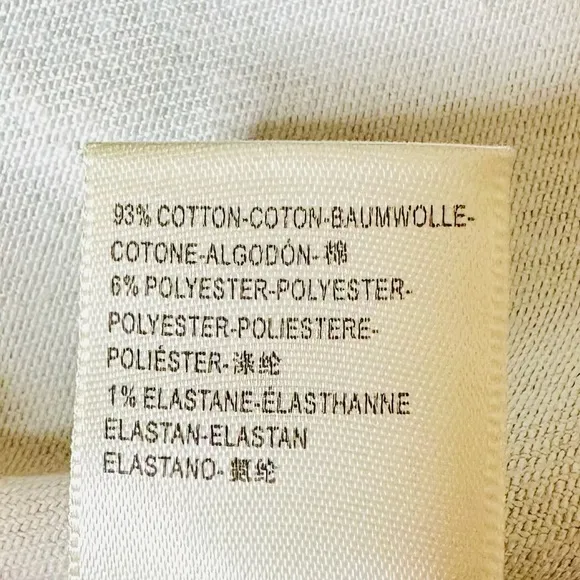 93% COTTON-COTON-BAUMWOLLE-
COTONE-ALGODÓN-棉
6% POLYESTER-POLYESTER-
POLYESTER-POLIESTERE-
POLIÉSTER-涤纶
1% ELASTANE-ÉLASTHANNE
ELASTAN-ELASTAN
ELASTANO-氨纶